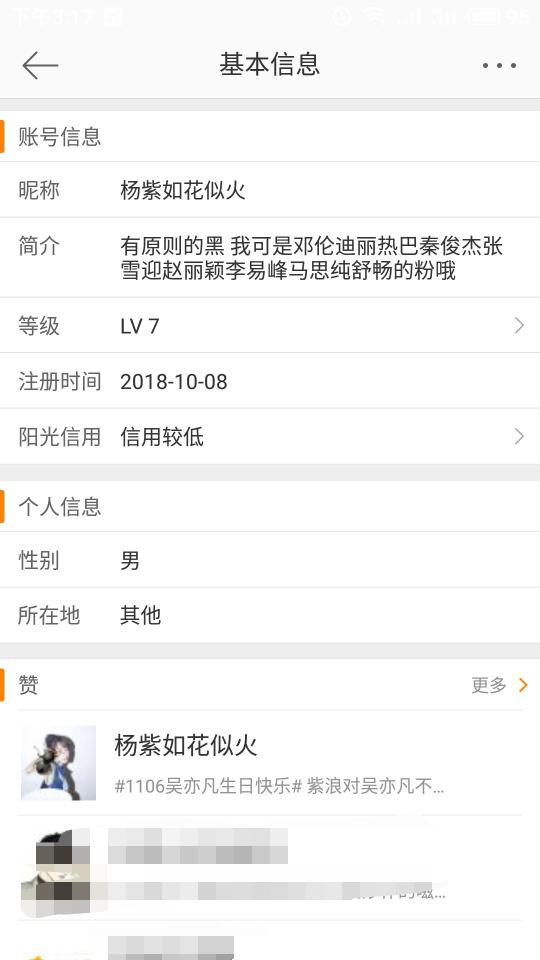 下午3:17
95
基本信息
账号信息
昵称 杨紫如花似火
简介 有原则的黑 我可是邓伦迪丽热巴秦俊杰张
雪迎赵丽颖李易峰马思纯舒畅的粉哦
等级 LV 7
注册时间 2018-10-08
阳光信用 信用较低
个人信息
性别 男
所在地 其他
赞 更多
杨紫如花似火
#1106吴亦凡生日快乐# 紫浪对吴亦凡不...